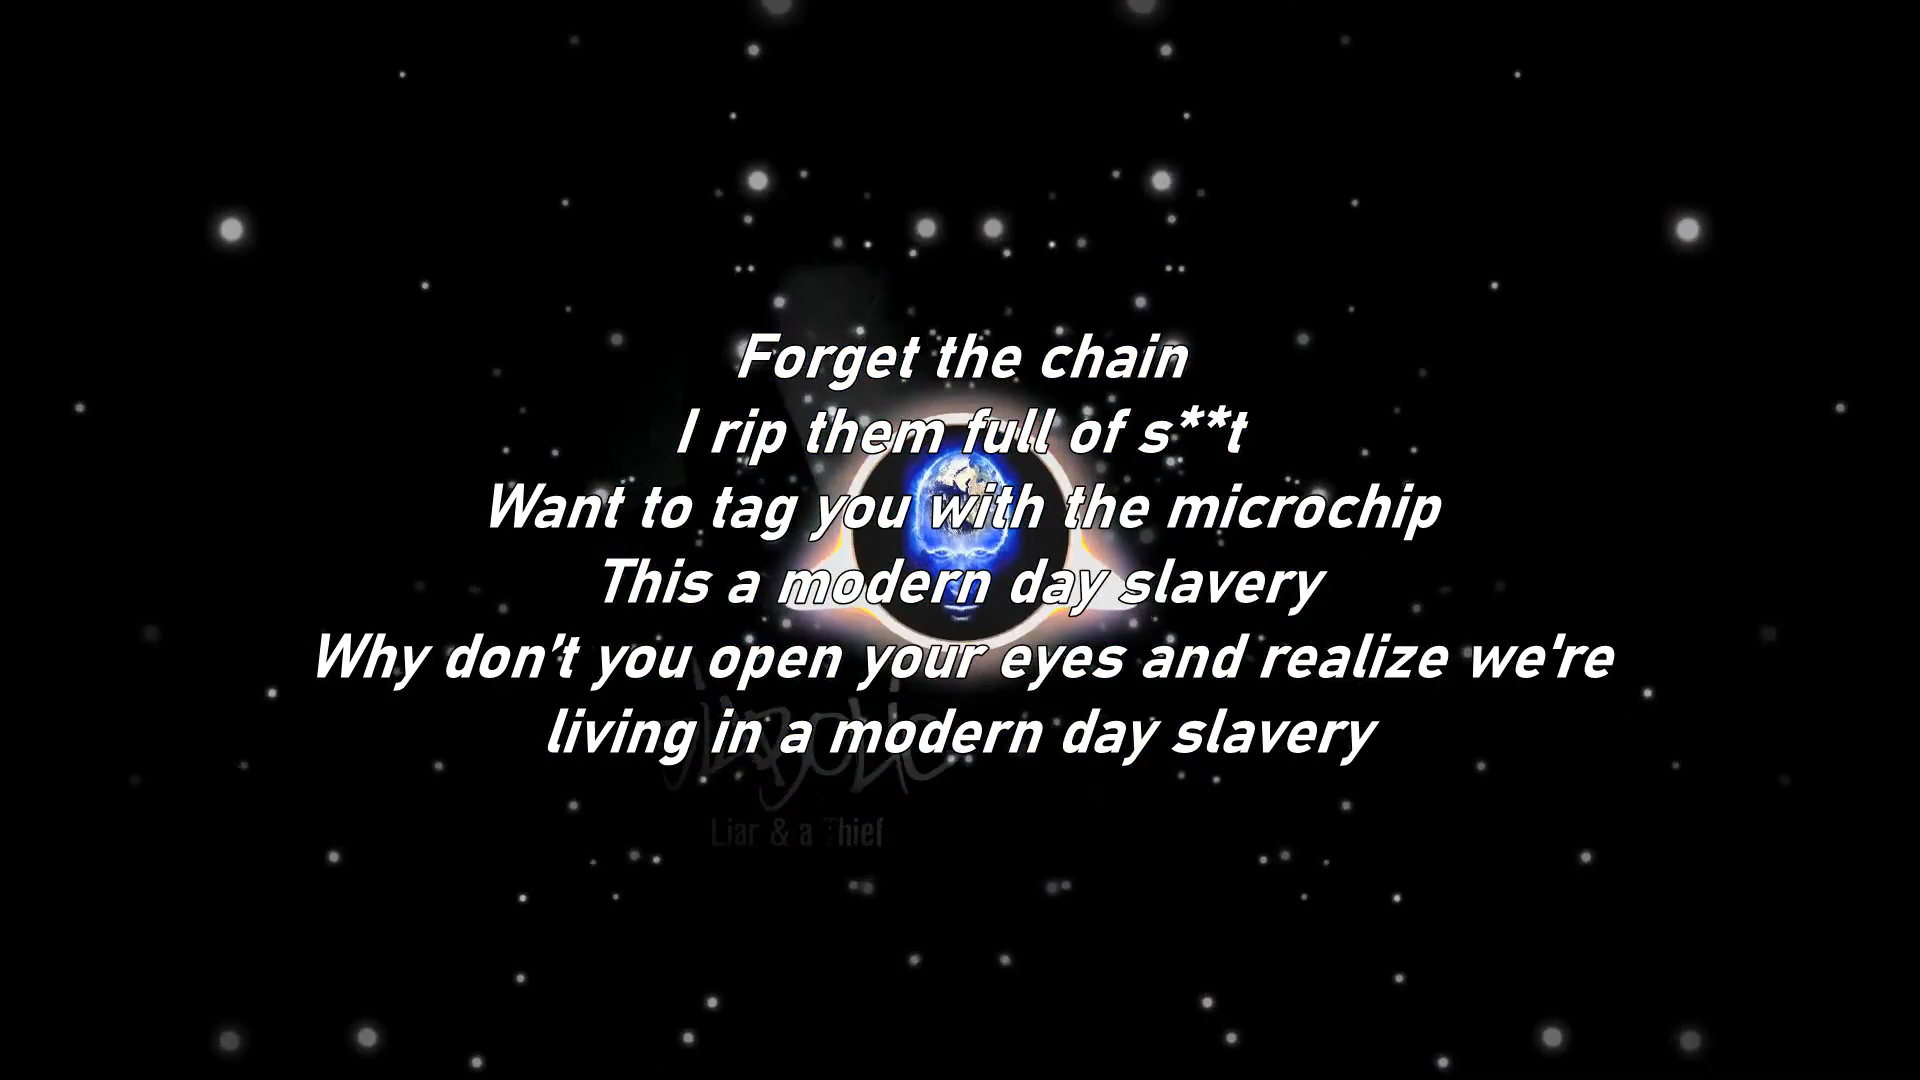 Forget the chain
I rip them full of s**t
Want to tag you with the microchip
This a modern day slavery
Why don't you open your eyes and realize we're
living in a modern day slavery
DIABOLIC
Liar & a Thief